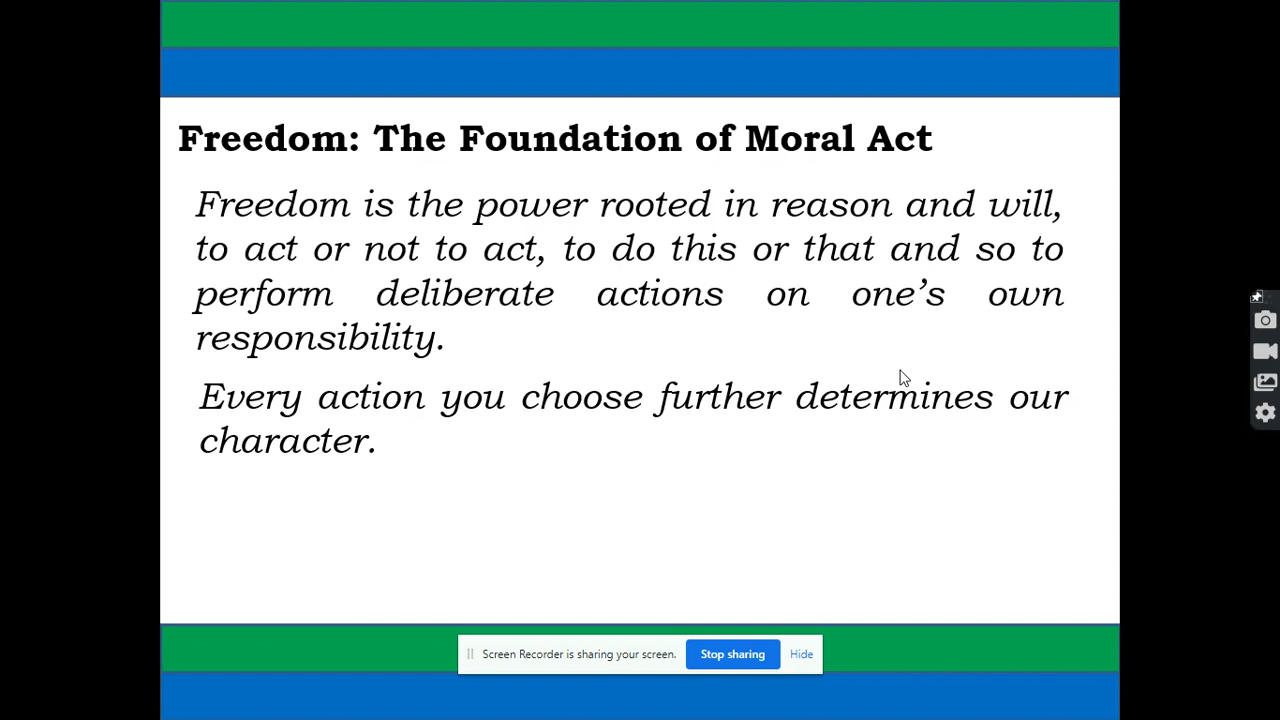 Freedom: The Foundation of Moral Act
Freedom is the power rooted in reason and will,
to act or not to act, to do this or that and so to
perform deliberate actions on one’s own
responsibility.
Every action you choose further determines our
character.
Screen Recorder is sharing your screen. Stop sharing Hide